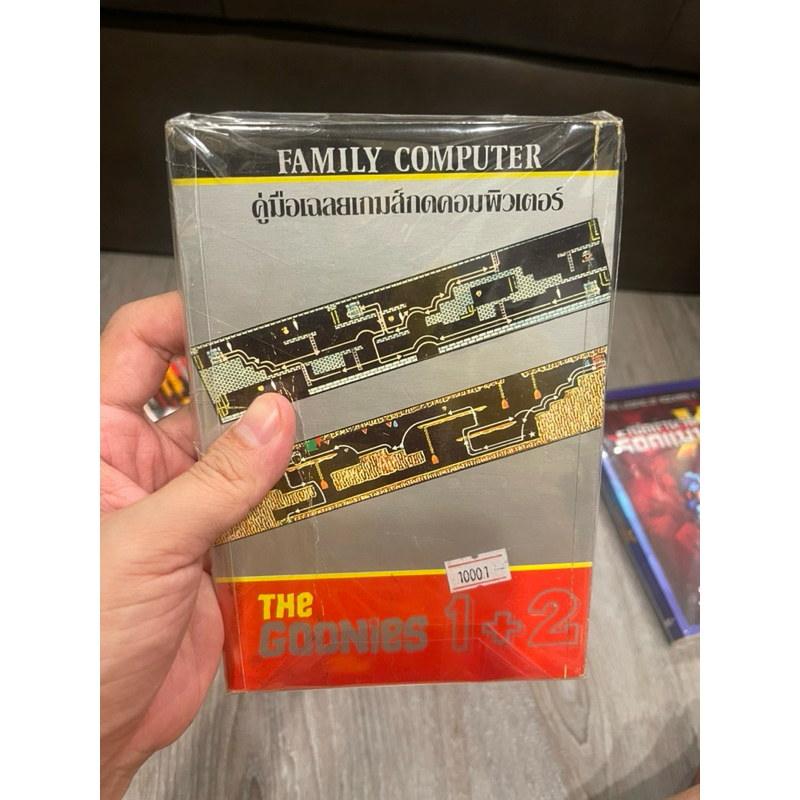 FAMILY COMPUTER
คู่มือเฉลยเกมส์กดคอมพิวเตอร์
1000.1
THE
GOONIES 1+2